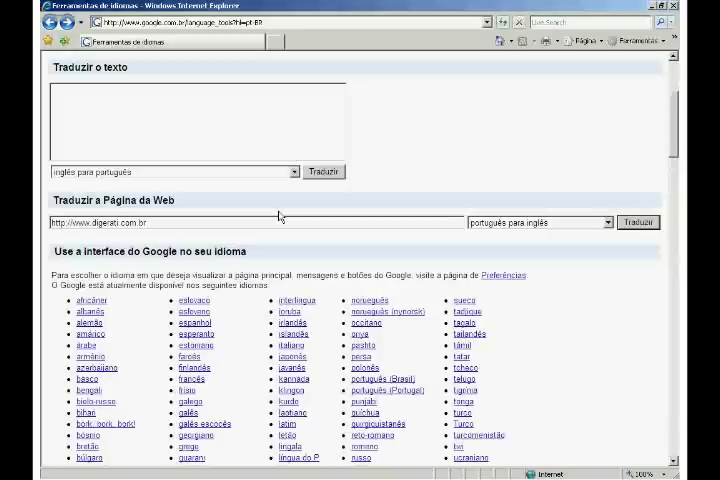 Ferramentas de idiomas - Windows Internet Explorer
http://www.google.com.br/language_tools?hl=pt-BR
Live Search
Ferramentas de idiomas
Página
Ferramentas
Traduzir o texto
inglês para português
Traduzir
Traduzir a Página da Web
http://www.digerati.com.br
português para inglês
Traduzir
Use a interface do Google no seu idioma
Para escolher o idioma em que deseja visualizar a página principal, mensagens e botões do Google, visite a página de Preferências
O Google está atualmente disponível nos seguintes idiomas:
africâner eslovaco interlíngua norueguês sueco
albanês esloveno ioruba norueguês (nynorsk) tadjique
alemão espanhol irlandês occitano tagalo
amárico esperanto islandês oriya tailandês
árabe estoniano italiano pashto tâmil
armênio faroês japonês persa tatar
azerbaijano finlandês javanês polonês tcheco
basco francês kannada português (Brasil) telugo
bengali frísio klingon português (Portugal) tigrínia
bielo-russo galego kurdo punjabi tonga
bihari galês laotiano quíchua turco
bork, bork, bork! galês escocês latim quirguistanês Turco
bósnio georgiano letão reto-romano turcomenistão
bretão grego lingala romeno twi
búlgaro guarani língua do P russo ucraniano
Internet
100%